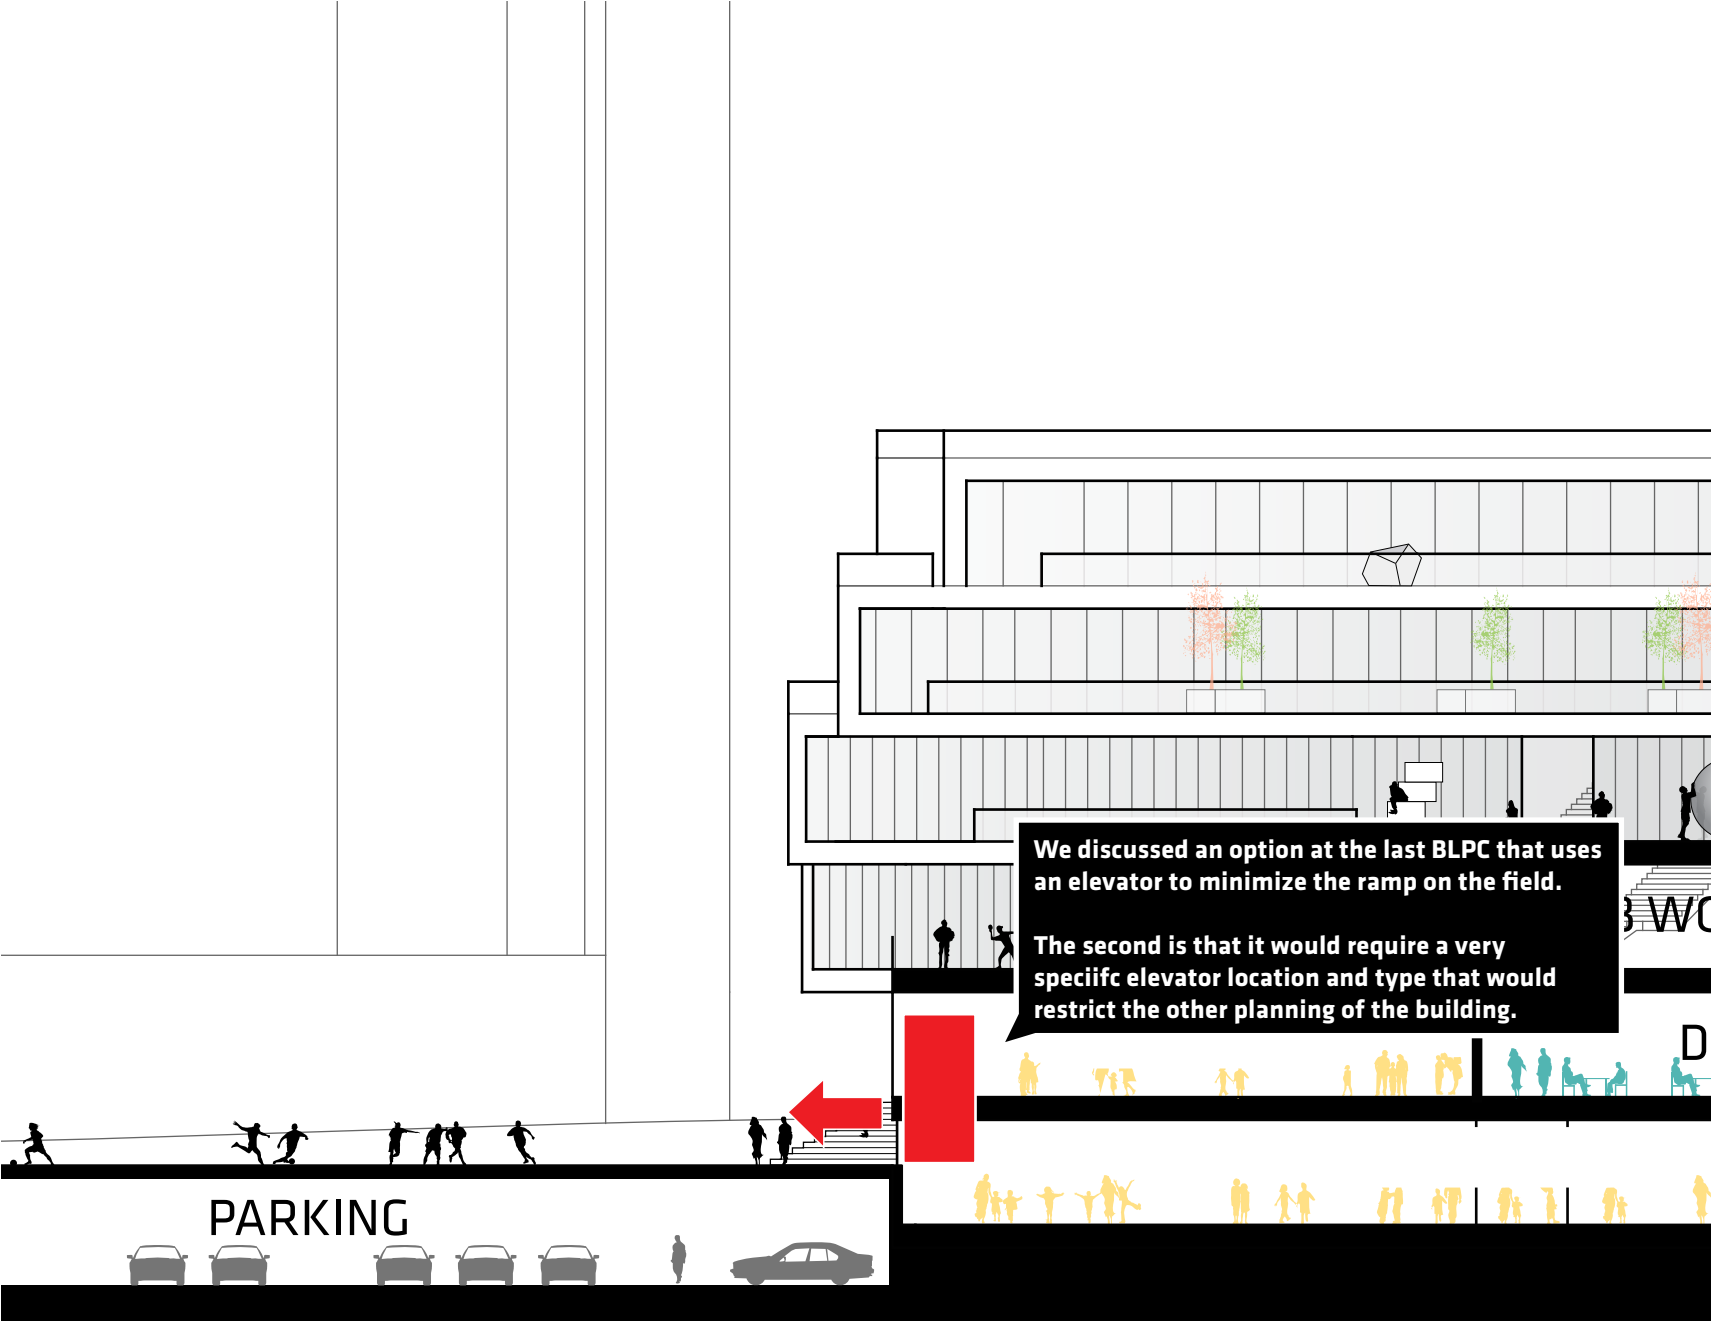 We discussed an option at the last BLPC that uses
an elevator to minimize the ramp on the field.
The second is that it would require a very
speciifc elevator location and type that would
restrict the other planning of the building.
WO
D
PARKING